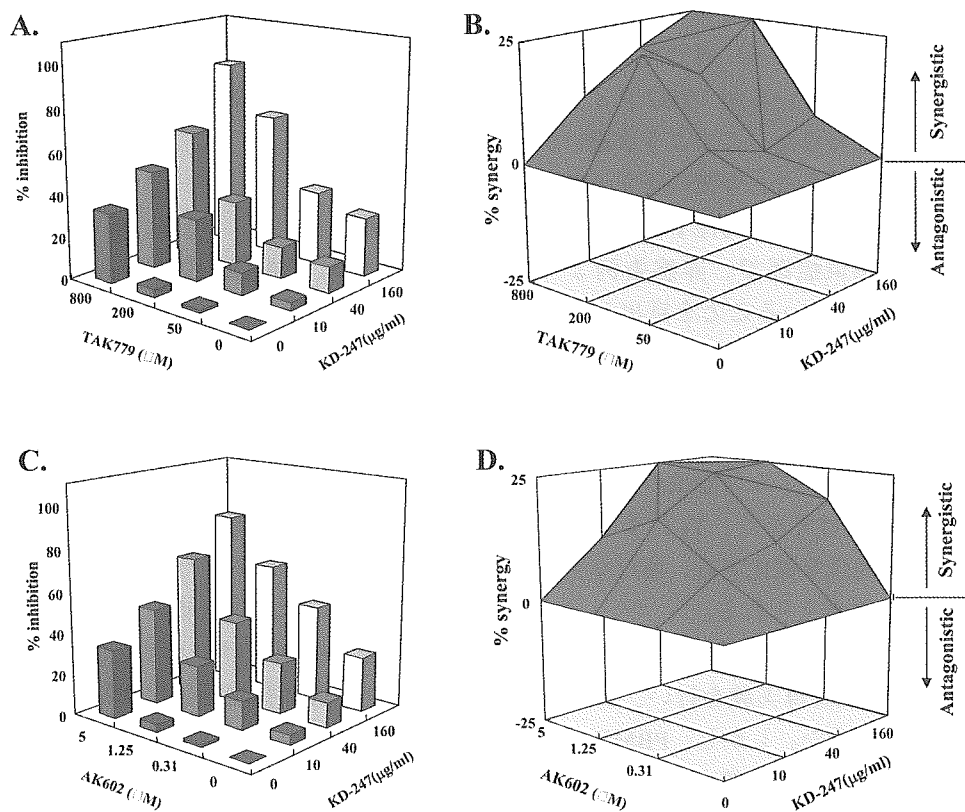 A.
% inhibition
100
80
60
40
20
0
800
200
50
0
TAK779 (□M)
0
10
40
160
KD-247(μg/ml)
B.
% synergy
25
0
-25
800
200
50
0
TAK779 (□M)
0
10
40
160
KD-247(μg/ml)
Synergistic
Antagonistic
C.
% inhibition
100
80
60
40
20
0
5
1.25
0.31
0
AK602 (□M)
0
10
40
160
KD-247(μg/ml)
D.
% synergy
25
0
-25
5
1.25
0.31
0
AK602 (□M)
0
10
40
160
KD-247(μg/ml)
Synergistic
Antagonistic